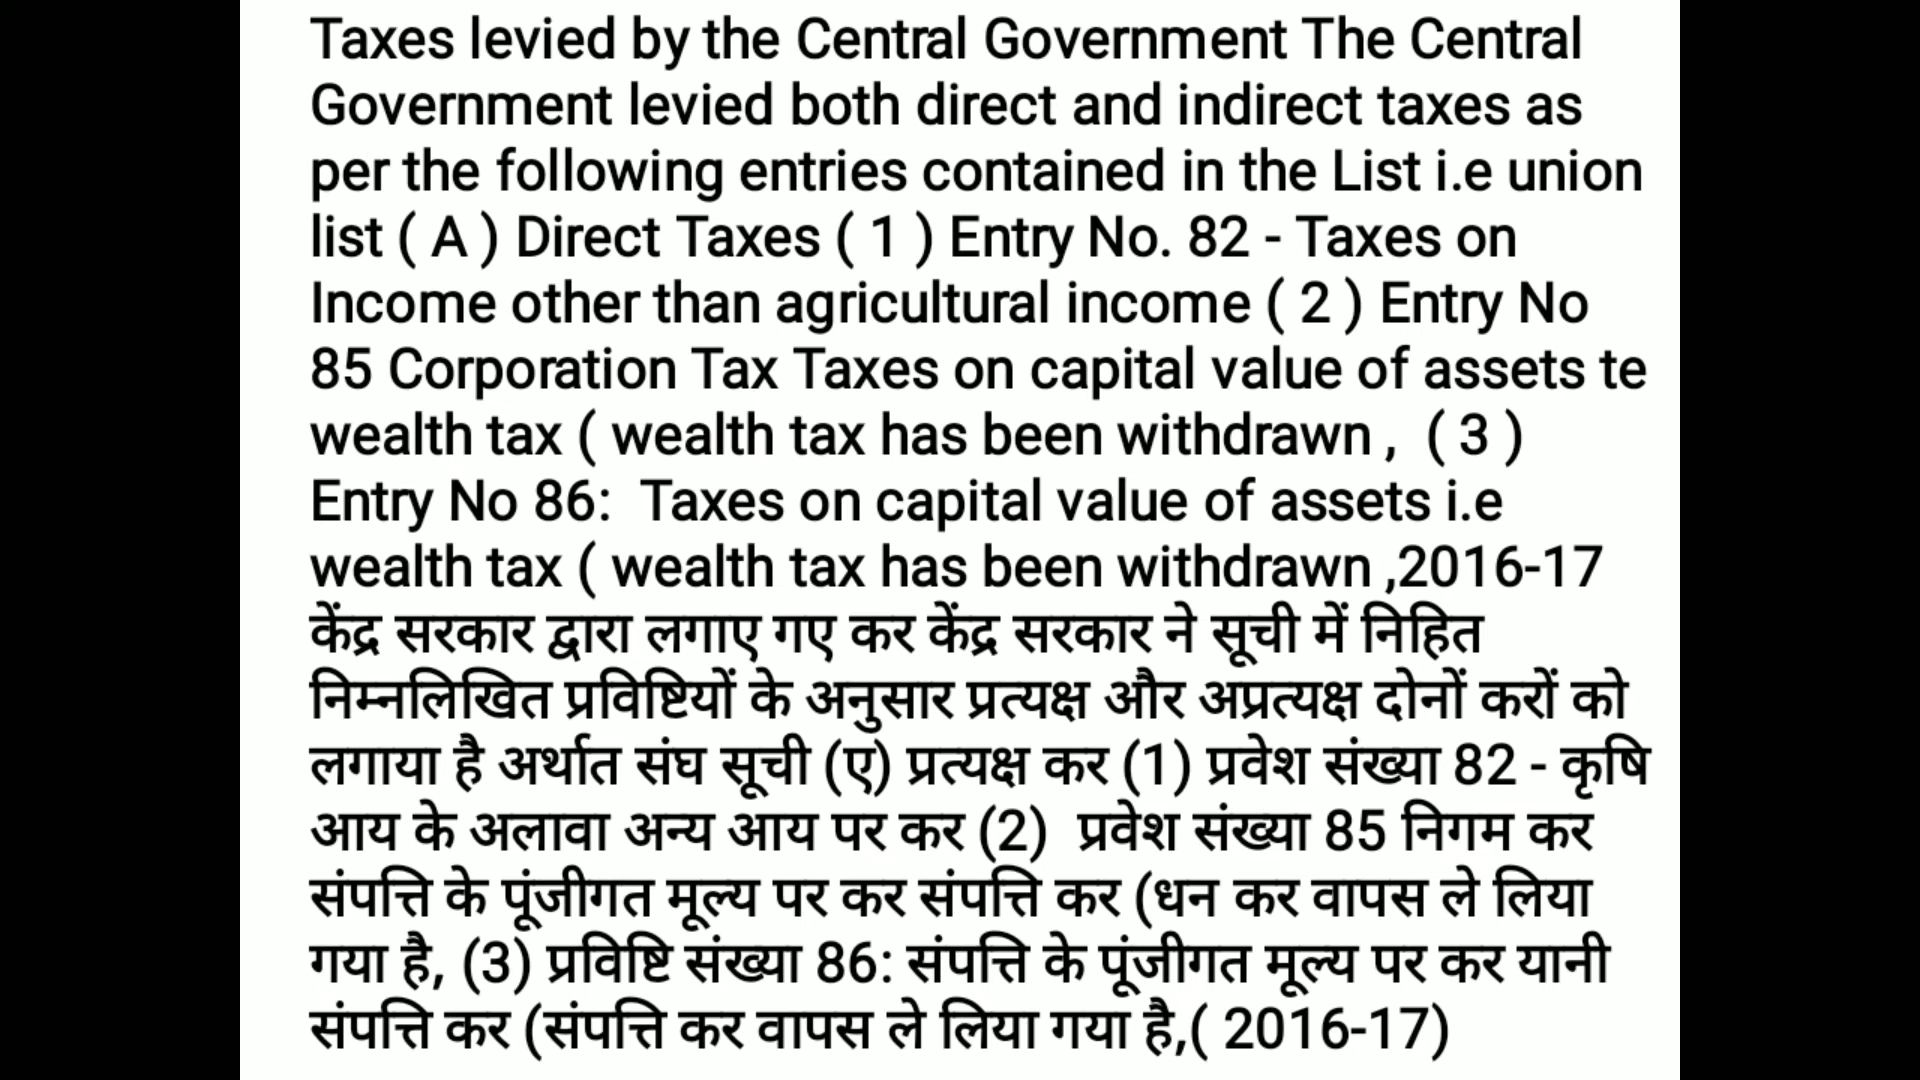 Taxes levied by the Central Government The Central
Government levied both direct and indirect taxes as
per the following entries contained in the List i.e union
list ( A ) Direct Taxes ( 1 ) Entry No. 82 - Taxes on
Income other than agricultural income ( 2 ) Entry No
85 Corporation Tax Taxes on capital value of assets te
wealth tax ( wealth tax has been withdrawn ,  ( 3 )
Entry No 86:  Taxes on capital value of assets i.e
wealth tax ( wealth tax has been withdrawn ,2016-17
केंद्र सरकार द्वारा लगाए गए कर केंद्र सरकार ने सूची में निहित
निम्नलिखित प्रविष्टियों के अनुसार प्रत्यक्ष और अप्रत्यक्ष दोनों करों को
लगाया है अर्थात संघ सूची (ए) प्रत्यक्ष कर (1) प्रवेश संख्या 82 - कृषि
आय के अलावा अन्य आय पर कर (2)  प्रवेश संख्या 85 निगम कर
संपत्ति के पूंजीगत मूल्य पर कर संपत्ति कर (धन कर वापस ले लिया
गया है, (3) प्रविष्टि संख्या 86: संपत्ति के पूंजीगत मूल्य पर कर यानी
संपत्ति कर (संपत्ति कर वापस ले लिया गया है,( 2016-17)